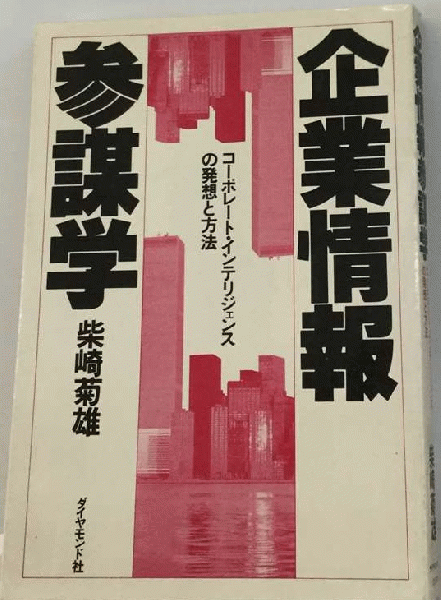 企業情報
参謀学
コーポレート・インテリジェンス
の発想と方法
柴崎菊雄
ダイヤモンド社